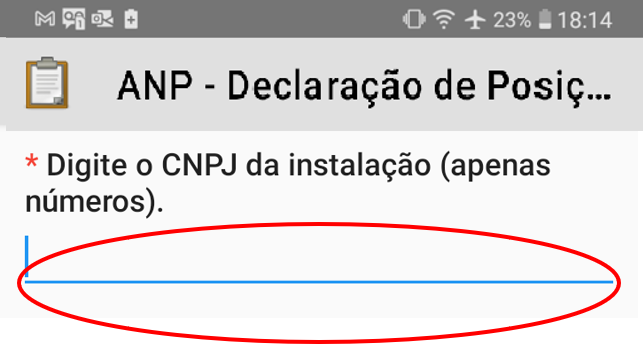 23% 18:14
ANP - Declaração de Posiç...
* Digite o CNPJ da instalação (apenas
números).